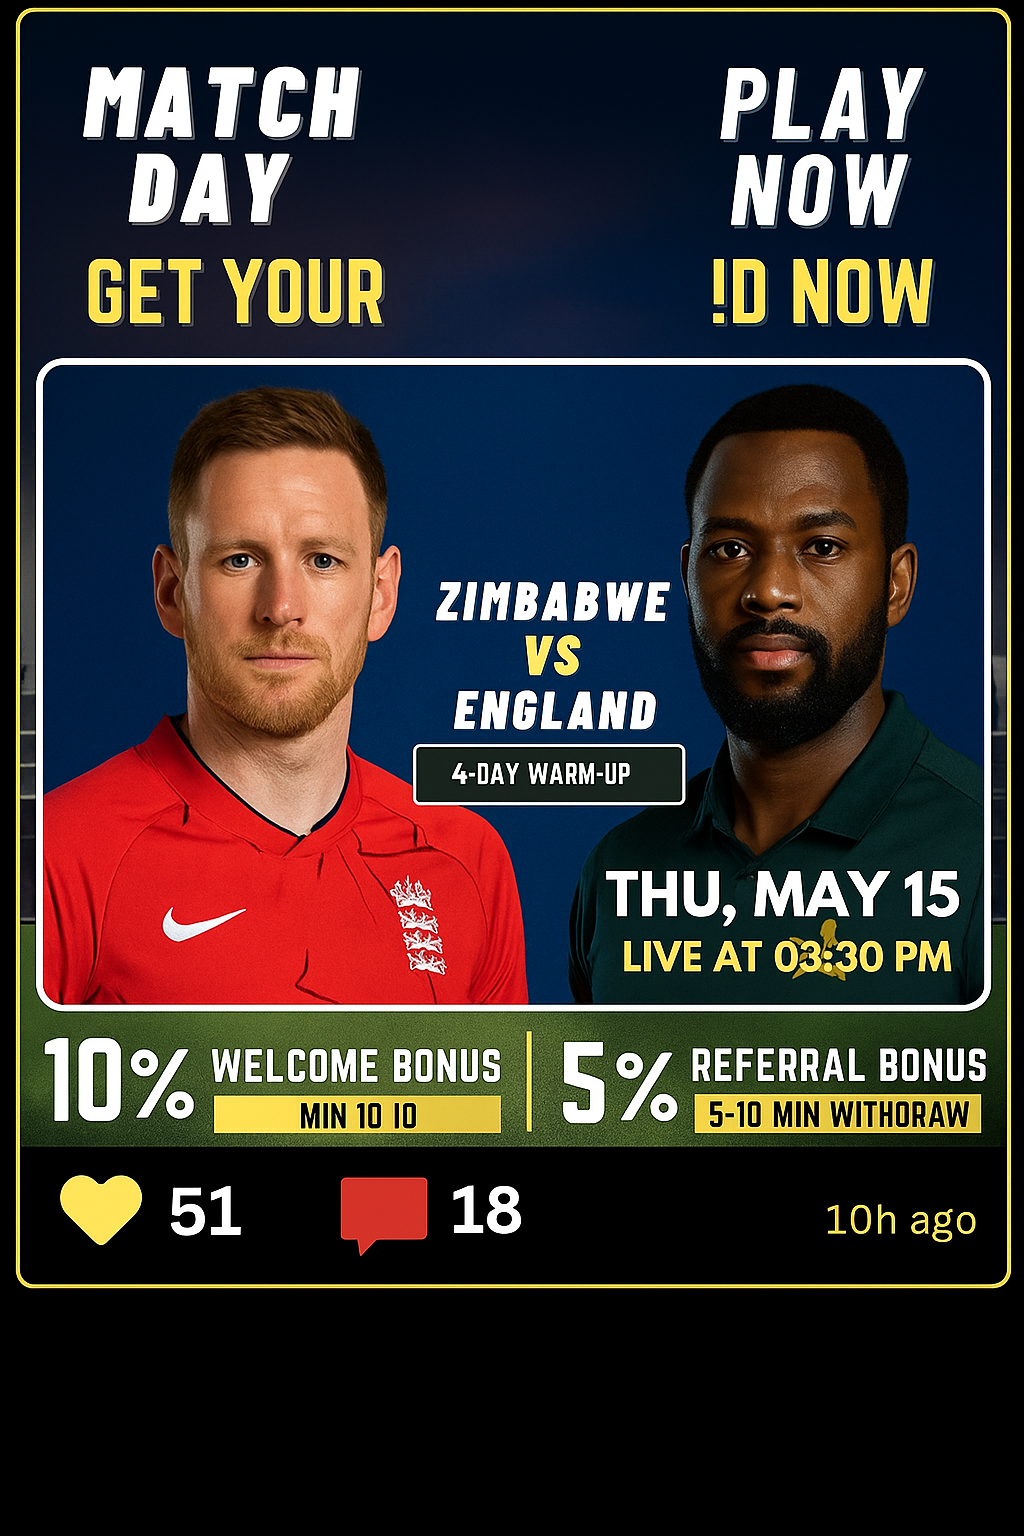 MATCH
DAY
PLAY
NOW
GET YOUR
!D NOW
ZIMBABWE
VS
ENGLAND
4-DAY WARM-UP
THU, MAY 15
LIVE AT 03:30 PM
10% WELCOME BONUS
MIN 10 IO
5% REFERRAL BONUS
5-10 MIN WITHORAW
51
18
10h ago